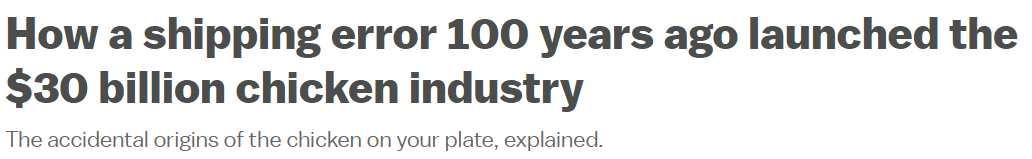 How a shipping error 100 years ago launched the
$30 billion chicken industry
The accidental origins of the chicken on your plate, explained.